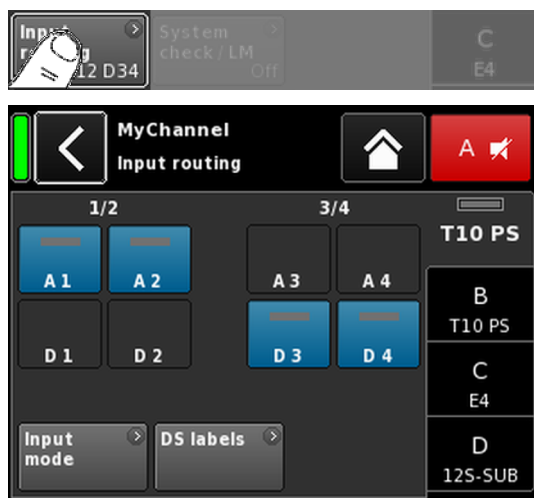 Input
System
check / LM
12 D34
Off
C
E4
MyChannel
Input routing
A
1/2
3/4
T10 PS
A 1
A 2
A 3
A 4
B
T10 PS
D 1
D 2
D 3
D 4
C
E4
Input
mode
DS labels
D
12S-SUB